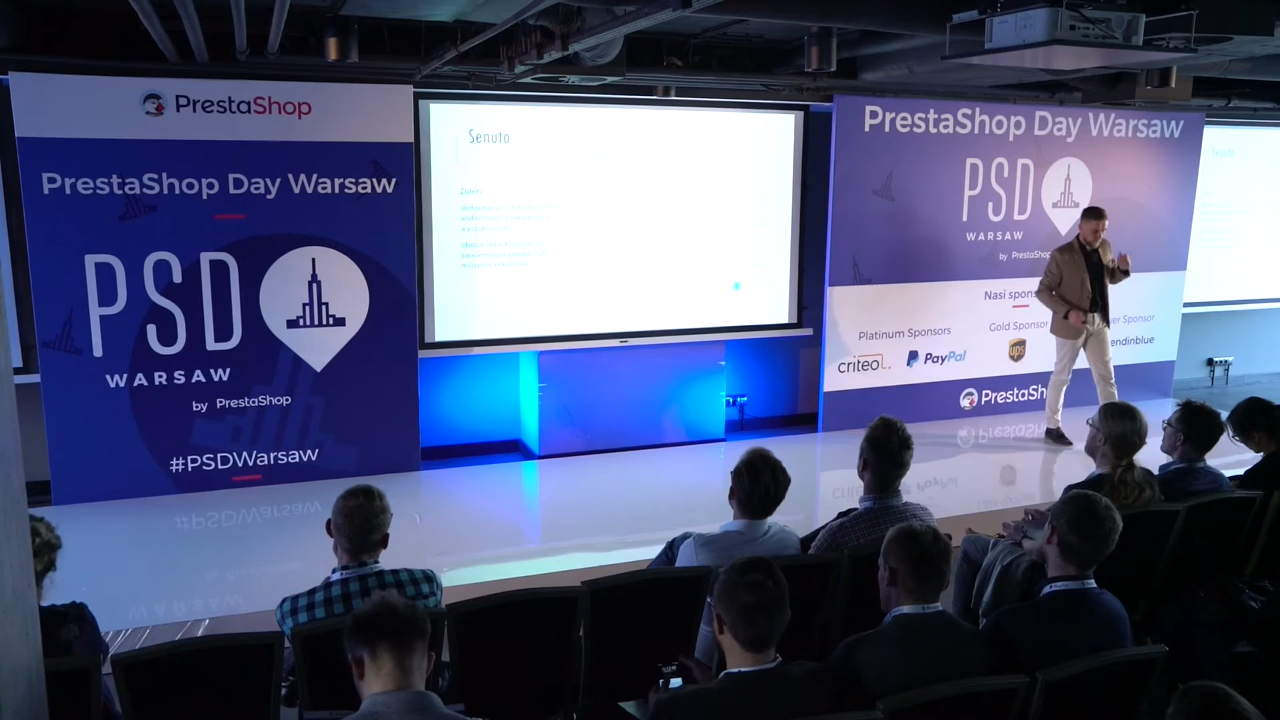 PrestaShop
PrestaShop Day Warsaw
PSD
WARSAW
by PrestaShop
#PSDWarsaw
Senuto
PrestaShop Day Warsaw
PSD
WARSAW
by PrestaShop
Nasi spons
Platinum Sponsors
Gold Sponsor
er Sponsor
criteo
PayPal
ups
endinblue
PrestaSh